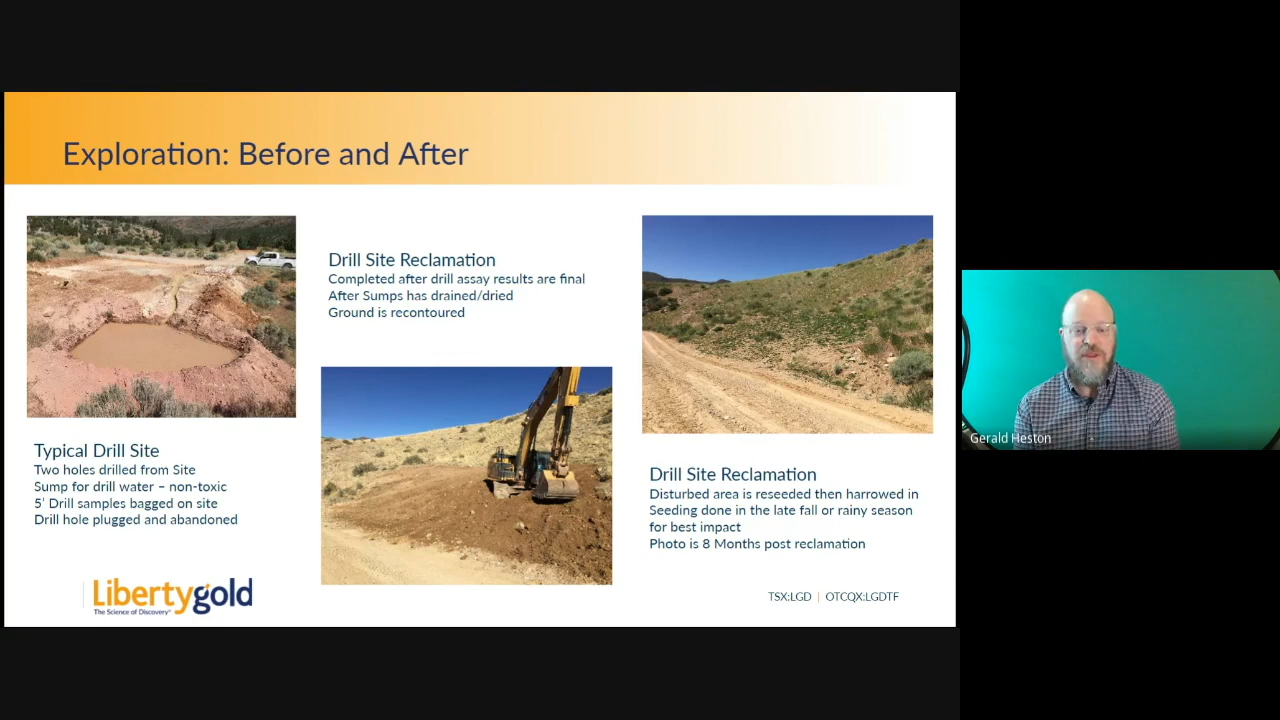 Exploration: Before and After
Typical Drill Site
Two holes drilled from Site
Sump for drill water – non-toxic
5' Drill samples bagged on site
Drill hole plugged and abandoned
Drill Site Reclamation
Completed after drill assay results are final
After Sumps has drained/dried
Ground is recontoured
Drill Site Reclamation
Disturbed area is reseeded then harrowed in
Seeding done in the late fall or rainy season
for best impact
Photo is 8 Months post reclamation
Libertygold
The Science of Discovery™
TSX:LGD | OTCQX:LGDTF
Gerald Heston